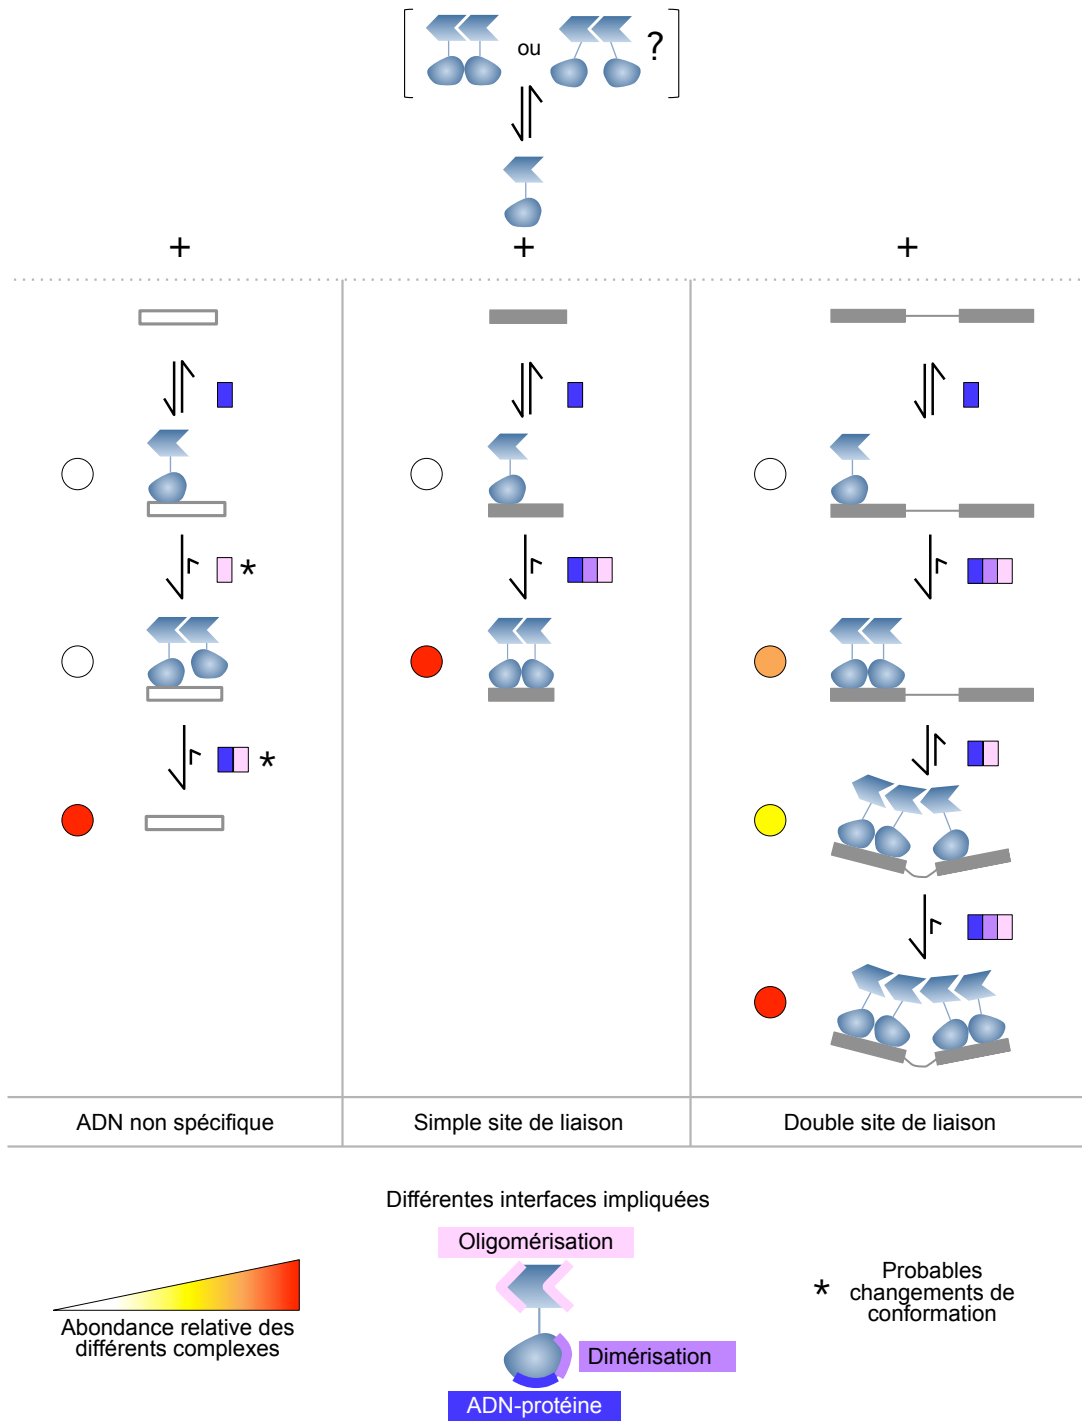 ou
?
+ + +
*
*
ADN non spécifique
Simple site de liaison
Double site de liaison
Différentes interfaces impliquées
Oligomérisation
Dimérisation
ADN-protéine
Abondance relative des
différents complexes
*
Probables
changements de
conformation